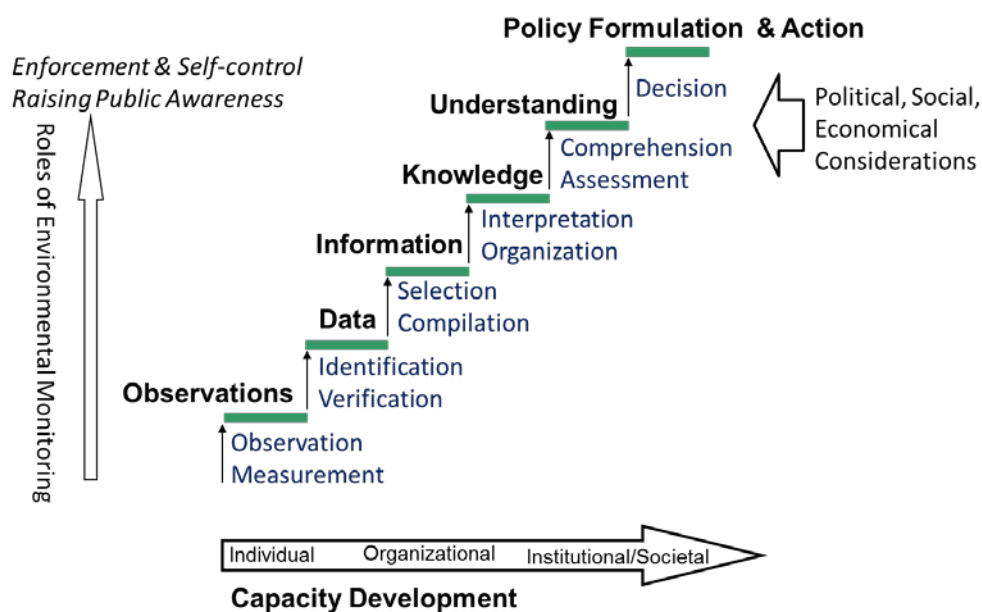 Policy Formulation & Action
Enforcement & Self-control
Raising Public Awareness
Roles of Environmental Monitoring
Decision
Understanding
Political, Social,
Economical
Considerations
Comprehension
Assessment
Knowledge
Interpretation
Organization
Information
Selection
Compilation
Data
Identification
Verification
Observations
Observation
Measurement
Individual
Organizational
Institutional/Societal
Capacity Development